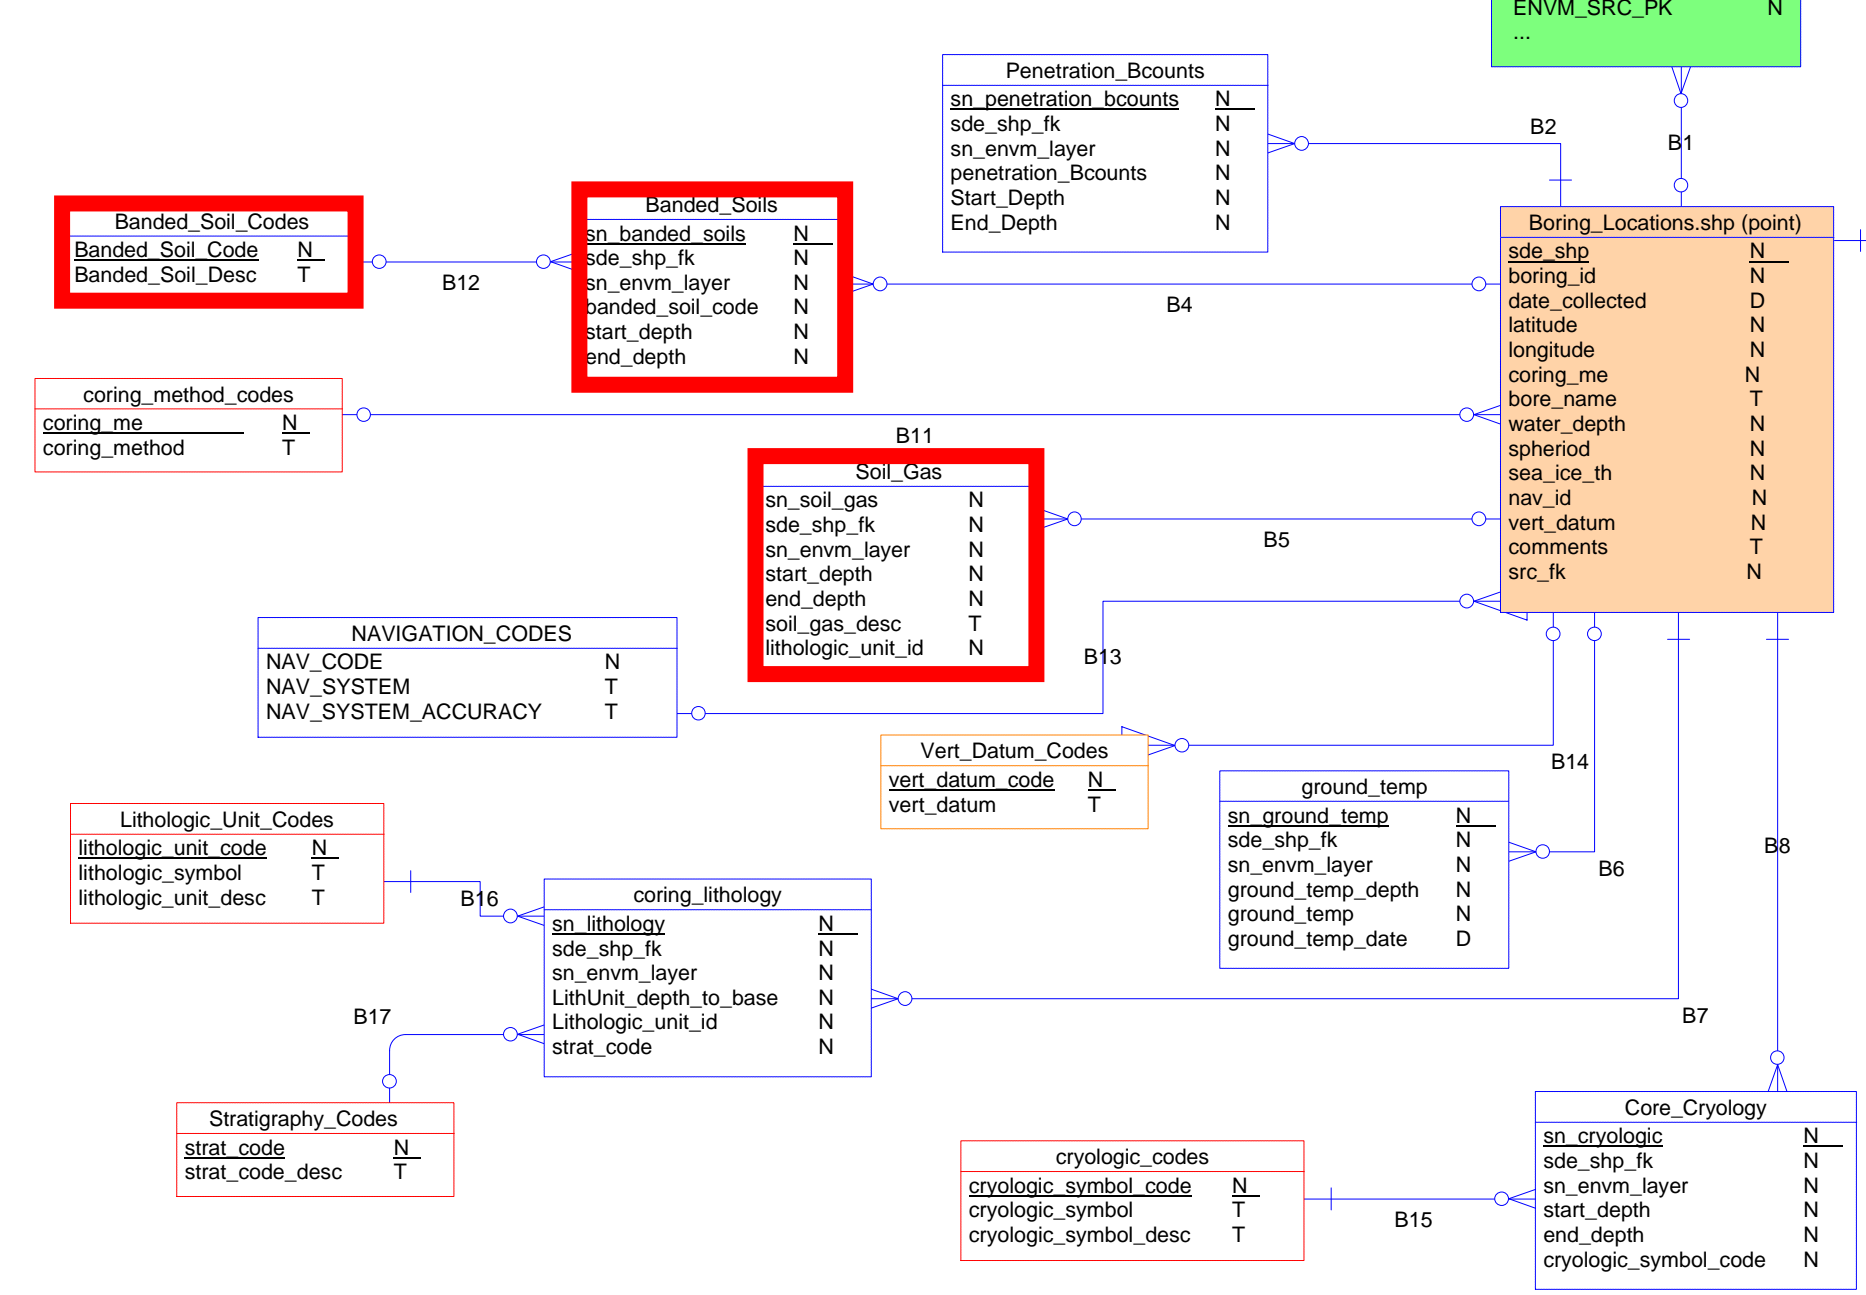 ENVM_SRC_PK N
...
Penetration_Bcounts
sn_penetration_bcounts N
sde_shp_fk N
sn_envm_layer N
penetration_Bcounts N
Start_Depth N
End_Depth N
B2
B1
Banded_Soil_Codes
Banded_Soil_Code N
Banded_Soil_Desc T
B12
Banded_Soils
sn_banded_soils N
sde_shp_fk N
sn_envm_layer N
banded_soil_code N
start_depth N
end_depth N
B4
Boring_Locations.shp (point)
sde_shp N
boring_id N
date_collected D
latitude N
longitude N
coring_me N
bore_name T
water_depth N
spheriod N
sea_ice_th N
nav_id N
vert_datum N
comments T
src_fk N
coring_method_codes
coring_me N
coring_method T
B11
Soil_Gas
sn_soil_gas N
sde_shp_fk N
sn_envm_layer N
start_depth N
end_depth N
soil_gas_desc T
lithologic_unit_id N
B5
NAVIGATION_CODES
NAV_CODE N
NAV_SYSTEM T
NAV_SYSTEM_ACCURACY T
B13
Vert_Datum_Codes
vert_datum_code N
vert_datum T
B14
ground_temp
sn_ground_temp N
sde_shp_fk N
sn_envm_layer N
ground_temp_depth N
ground_temp N
ground_temp_date D
B6
B8
Lithologic_Unit_Codes
lithologic_unit_code N
lithologic_symbol T
lithologic_unit_desc T
B16
coring_lithology
sn_lithology N
sde_shp_fk N
sn_envm_layer N
LithUnit_depth_to_base N
Lithologic_unit_id N
strat_code N
B17
B7
Stratigraphy_Codes
strat_code N
strat_code_desc T
cryologic_codes
cryologic_symbol_code N
cryologic_symbol T
cryologic_symbol_desc T
B15
Core_Cryology
sn_cryologic N
sde_shp_fk N
sn_envm_layer N
start_depth N
end_depth N
cryologic_symbol_code N